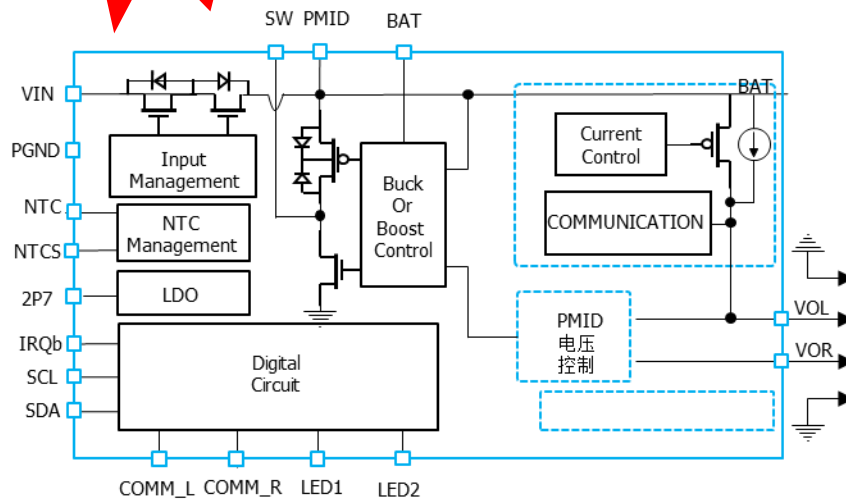 SW PMID BAT
VIN
PGND
NTC
NTCS
2P7
IRQb
SCL
SDA
Input
Management
NTC
Management
LDO
Digital
Circuit
Buck
Or
Boost
Control
BAT
Current
Control
COMMUNICATION
PMID
电压
控制
VOL
VOR
COMM_L COMM_R LED1 LED2